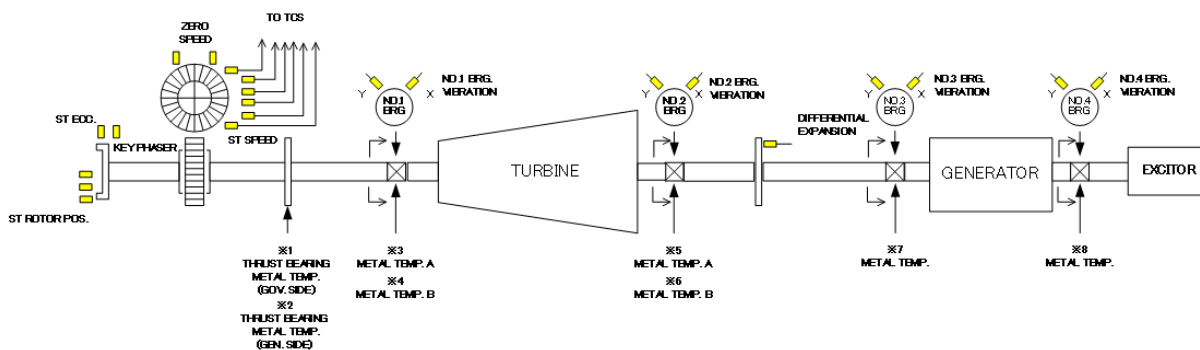 ZERO
SPEED
TO TCS
ST ECC.
KEYPHASER
ST SPEED
ST ROTOR POS.
※1
THRUST BEARING
METAL TEMP.
(GOV. SIDE)
※2
THRUST BEARING
METAL TEMP.
(GEN. SIDE)
Y
X
NO.1
BRG
NO.1 BRG.
VIBRATION
※3
METAL TEMP. A
※4
METAL TEMP. B
TURBINE
Y
X
NO.2
BRG
NO.2 BRG.
VIBRATION
※5
METAL TEMP. A
※6
METAL TEMP. B
DIFFERENTIAL
EXPANSION
Y
X
NO.3
BRG
NO.3 BRG.
VIBRATION
※7
METAL TEMP.
GENERATOR
Y
X
NO.4
BRG
NO.4 BRG.
VIBRATION
※8
METAL TEMP.
EXCITOR